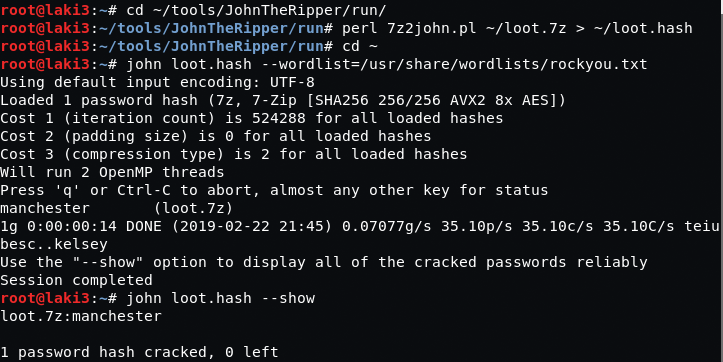 root@laki3:~# cd ~/tools/JohnTheRipper/run/
root@laki3:~/tools/JohnTheRipper/run# perl 7z2john.pl ~/loot.7z > ~/loot.hash
root@laki3:~/tools/JohnTheRipper/run# cd ~
root@laki3:~# john loot.hash --wordlist=/usr/share/wordlists/rockyou.txt
Using default input encoding: UTF-8
Loaded 1 password hash (7z, 7-Zip [SHA256 256/256 AVX2 8x AES])
Cost 1 (iteration count) is 524288 for all loaded hashes
Cost 2 (padding size) is 0 for all loaded hashes
Cost 3 (compression type) is 2 for all loaded hashes
Will run 2 OpenMP threads
Press 'q' or Ctrl-C to abort, almost any other key for status
manchester       (loot.7z)
1g 0:00:00:14 DONE (2019-02-22 21:45) 0.07077g/s 35.10p/s 35.10c/s 35.10C/s teiu
besc..kelsey
Use the "--show" option to display all of the cracked passwords reliably
Session completed
root@laki3:~# john loot.hash --show
loot.7z:manchester

1 password hash cracked, 0 left